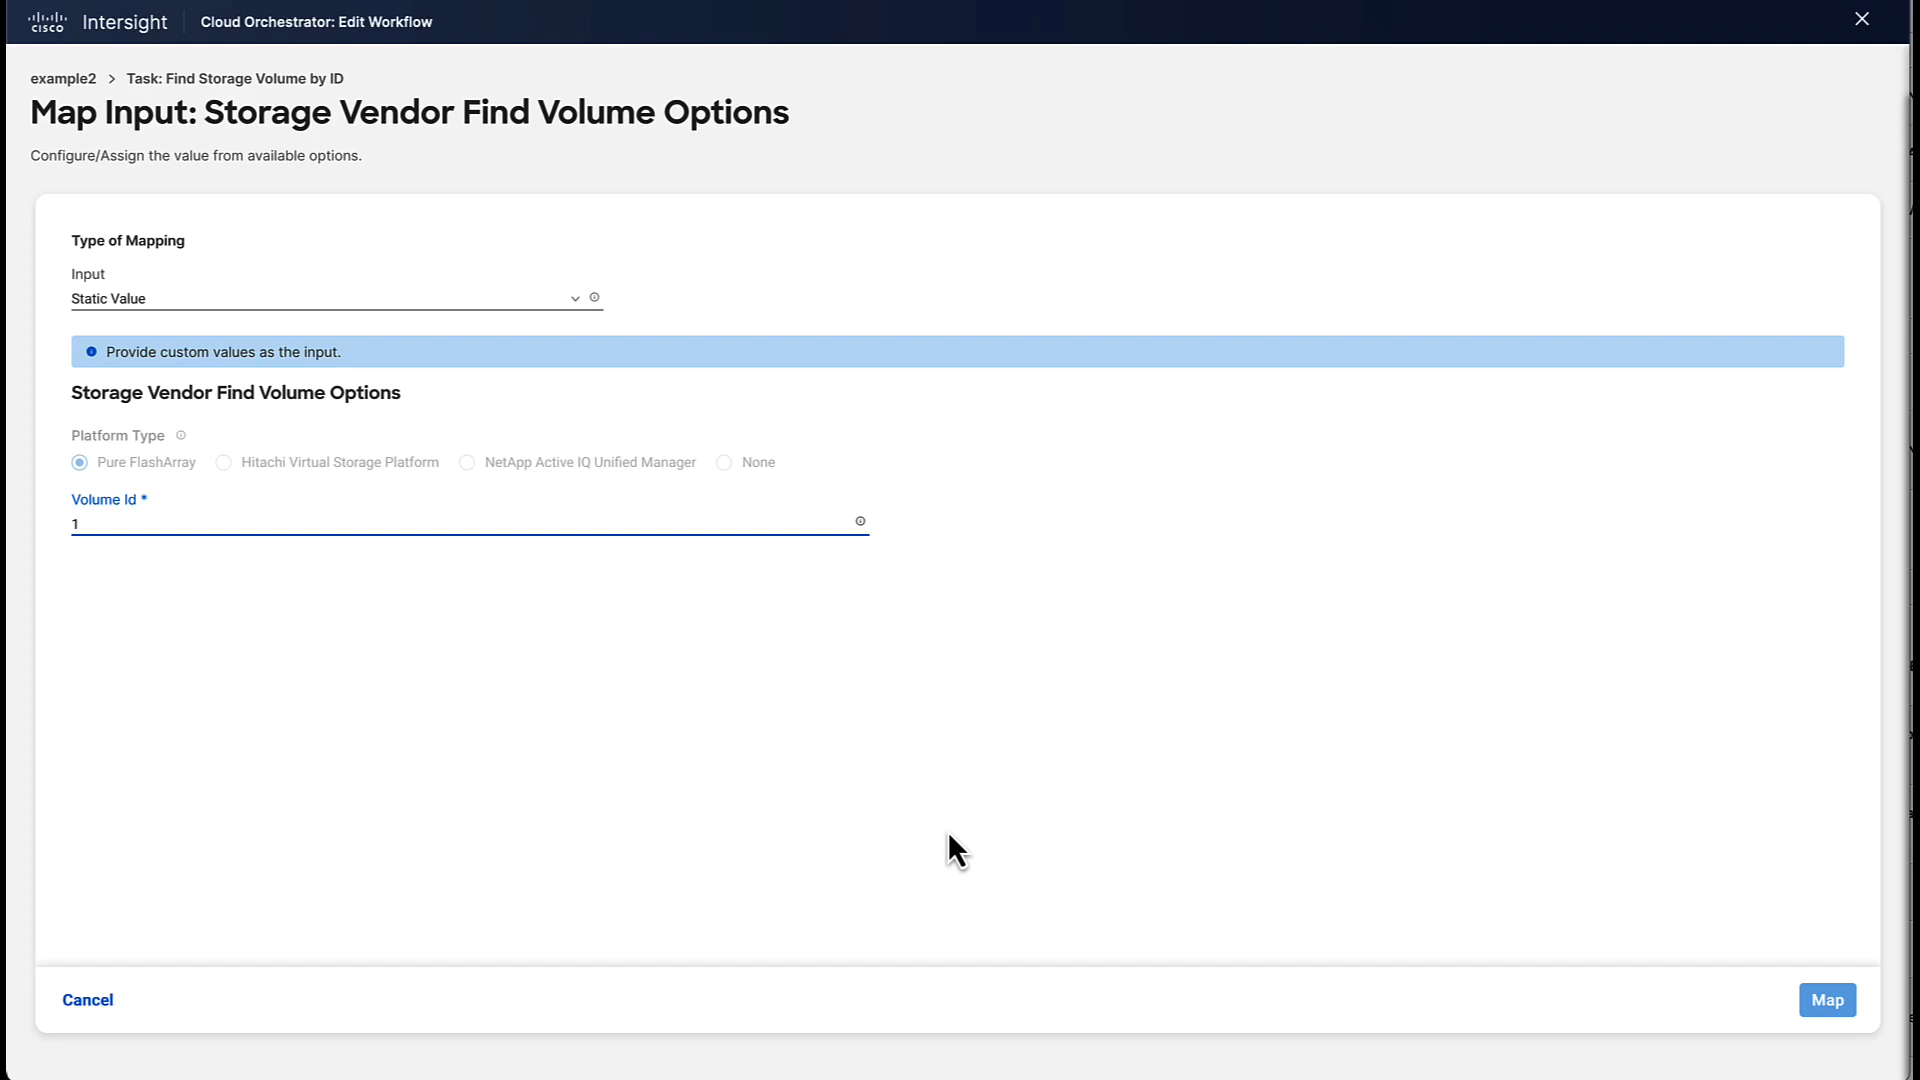 cisco Intersight Cloud Orchestrator: Edit Workflow
example2 > Task: Find Storage Volume by ID
Map Input: Storage Vendor Find Volume Options
Configure/Assign the value from available options.
Type of Mapping
Input
Static Value
Provide custom values as the input.
Storage Vendor Find Volume Options
Platform Type
Pure FlashArray Hitachi Virtual Storage Platform NetApp Active IQ Unified Manager None
Volume Id *
1
Cancel Map